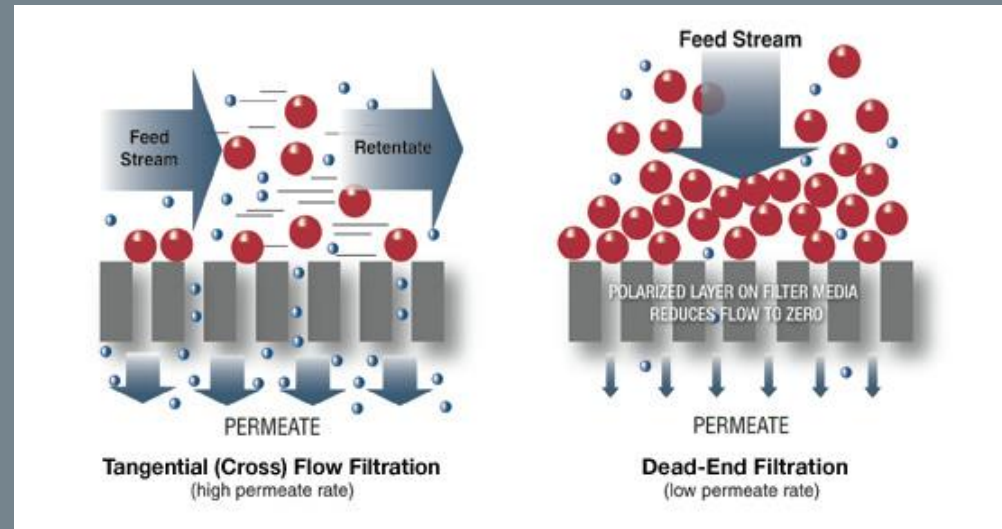 Feed
Stream
Retentate
PERMEATE
Tangential (Cross) Flow Filtration
(high permeate rate)
Feed Stream
POLARIZED LAYER ON FILTER MEDIA
REDUCES FLOW TO ZERO
PERMEATE
Dead-End Filtration
(low permeate rate)